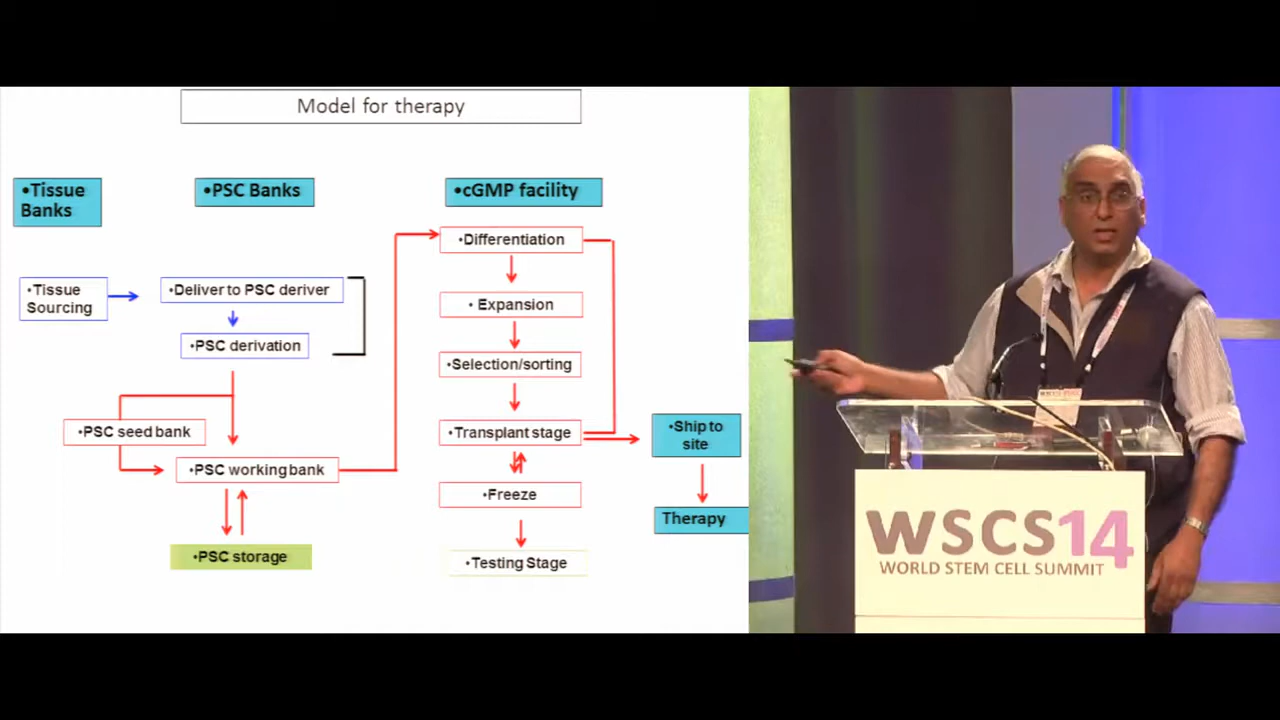 Model for therapy
•Tissue
Banks
•PSC Banks
•cGMP facility
•Tissue
Sourcing
•Deliver to PSC deriver
•PSC derivation
•PSC seed bank
•PSC working bank
•PSC storage
•Differentiation
• Expansion
•Selection/sorting
•Transplant stage
•Freeze
•Testing Stage
•Ship to
site
Therapy
WSCS14
WORLD STEM CELL SUMMIT